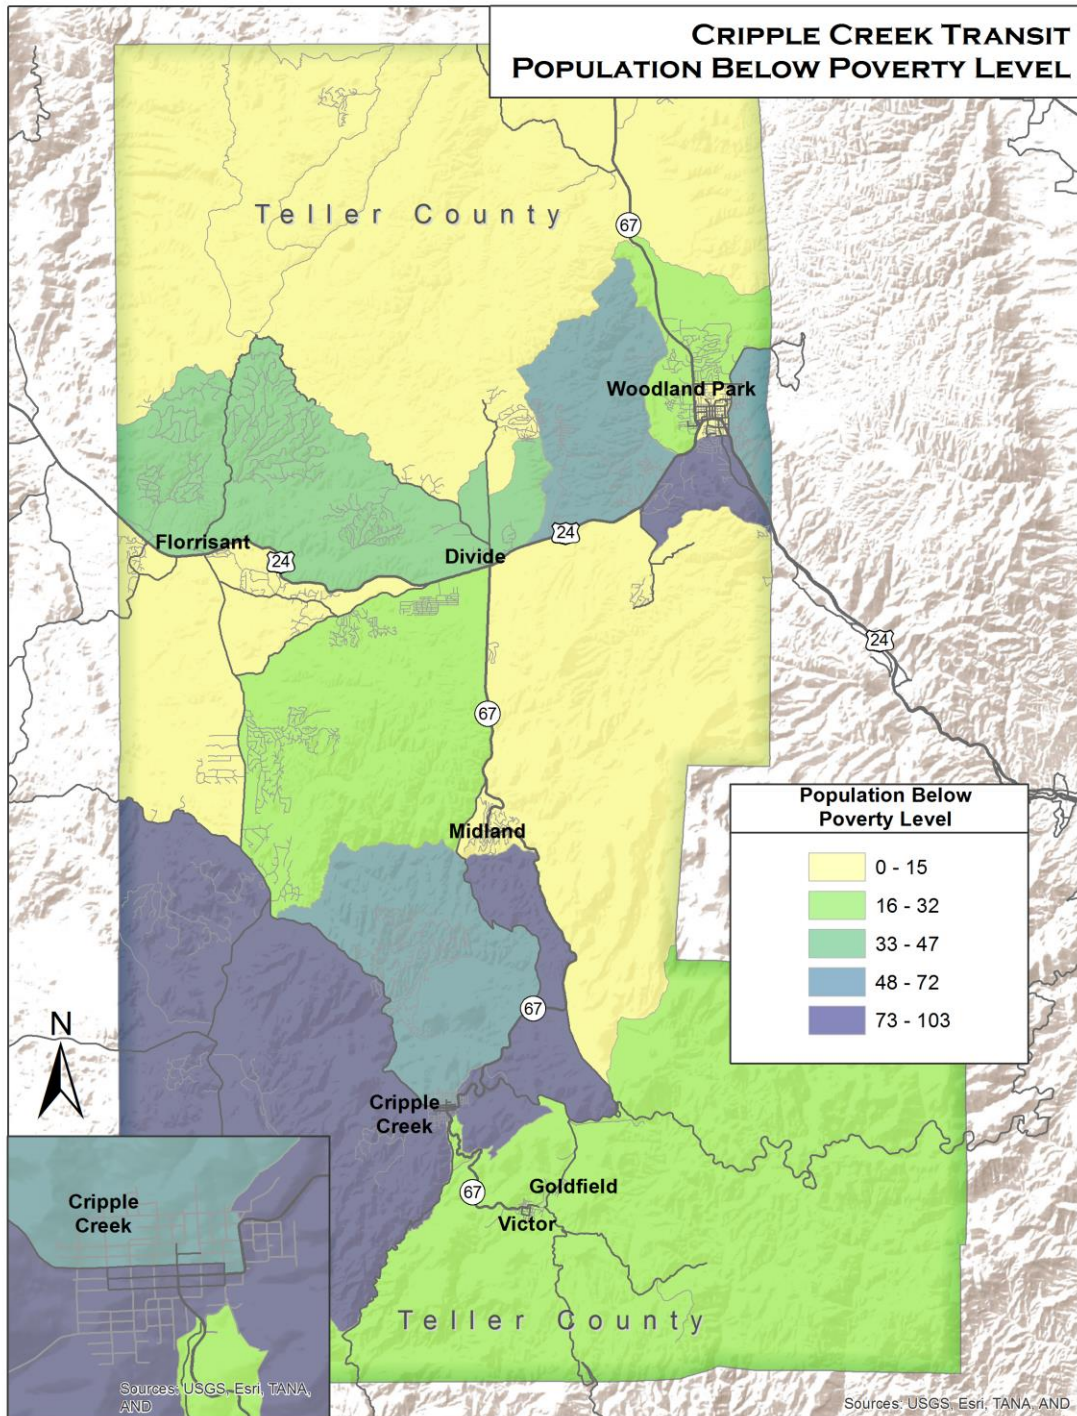 CRIPPLE CREEK TRANSIT
POPULATION BELOW POVERTY LEVEL
Teller County
67
Woodland Park
Florrisant
24
Divide
24
24
67
Midland
Population Below
Poverty Level
0 - 15
16 - 32
33 - 47
48 - 72
73 - 103
67
N
Cripple
Creek
67
Goldfield
Victor
Cripple
Creek
Teller County
Sources: USGS, Esri, TANA,
AND
Sources: USGS, Esri, TANA, AND